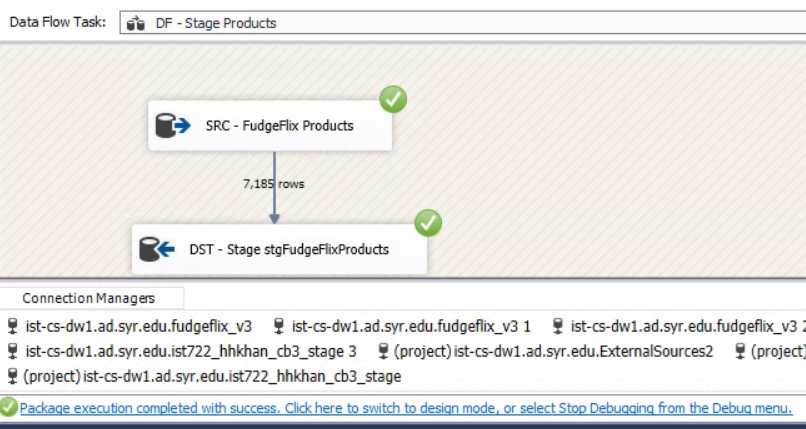 Data Flow Task: DF - Stage Products
SRC - FudgeFlix Products
7,185 rows
DST - Stage stgFudgeFlixProducts
Connection Managers
ist-cs-dw1.ad.syr.edu.fudgeflix_v3 ist-cs-dw1.ad.syr.edu.fudgeflix_v3 1 ist-cs-dw1.ad.syr.edu.fudgeflix_v3 2
ist-cs-dw1.ad.syr.edu.ist722_hhkhan_cb3_stage 3 (project) ist-cs-dw1.ad.syr.edu.ExternalSources2 (project)
(project) ist-cs-dw1.ad.syr.edu.ist722_hhkhan_cb3_stage
Package execution completed with success. Click here to switch to design mode, or select Stop Debugging from the Debug menu.